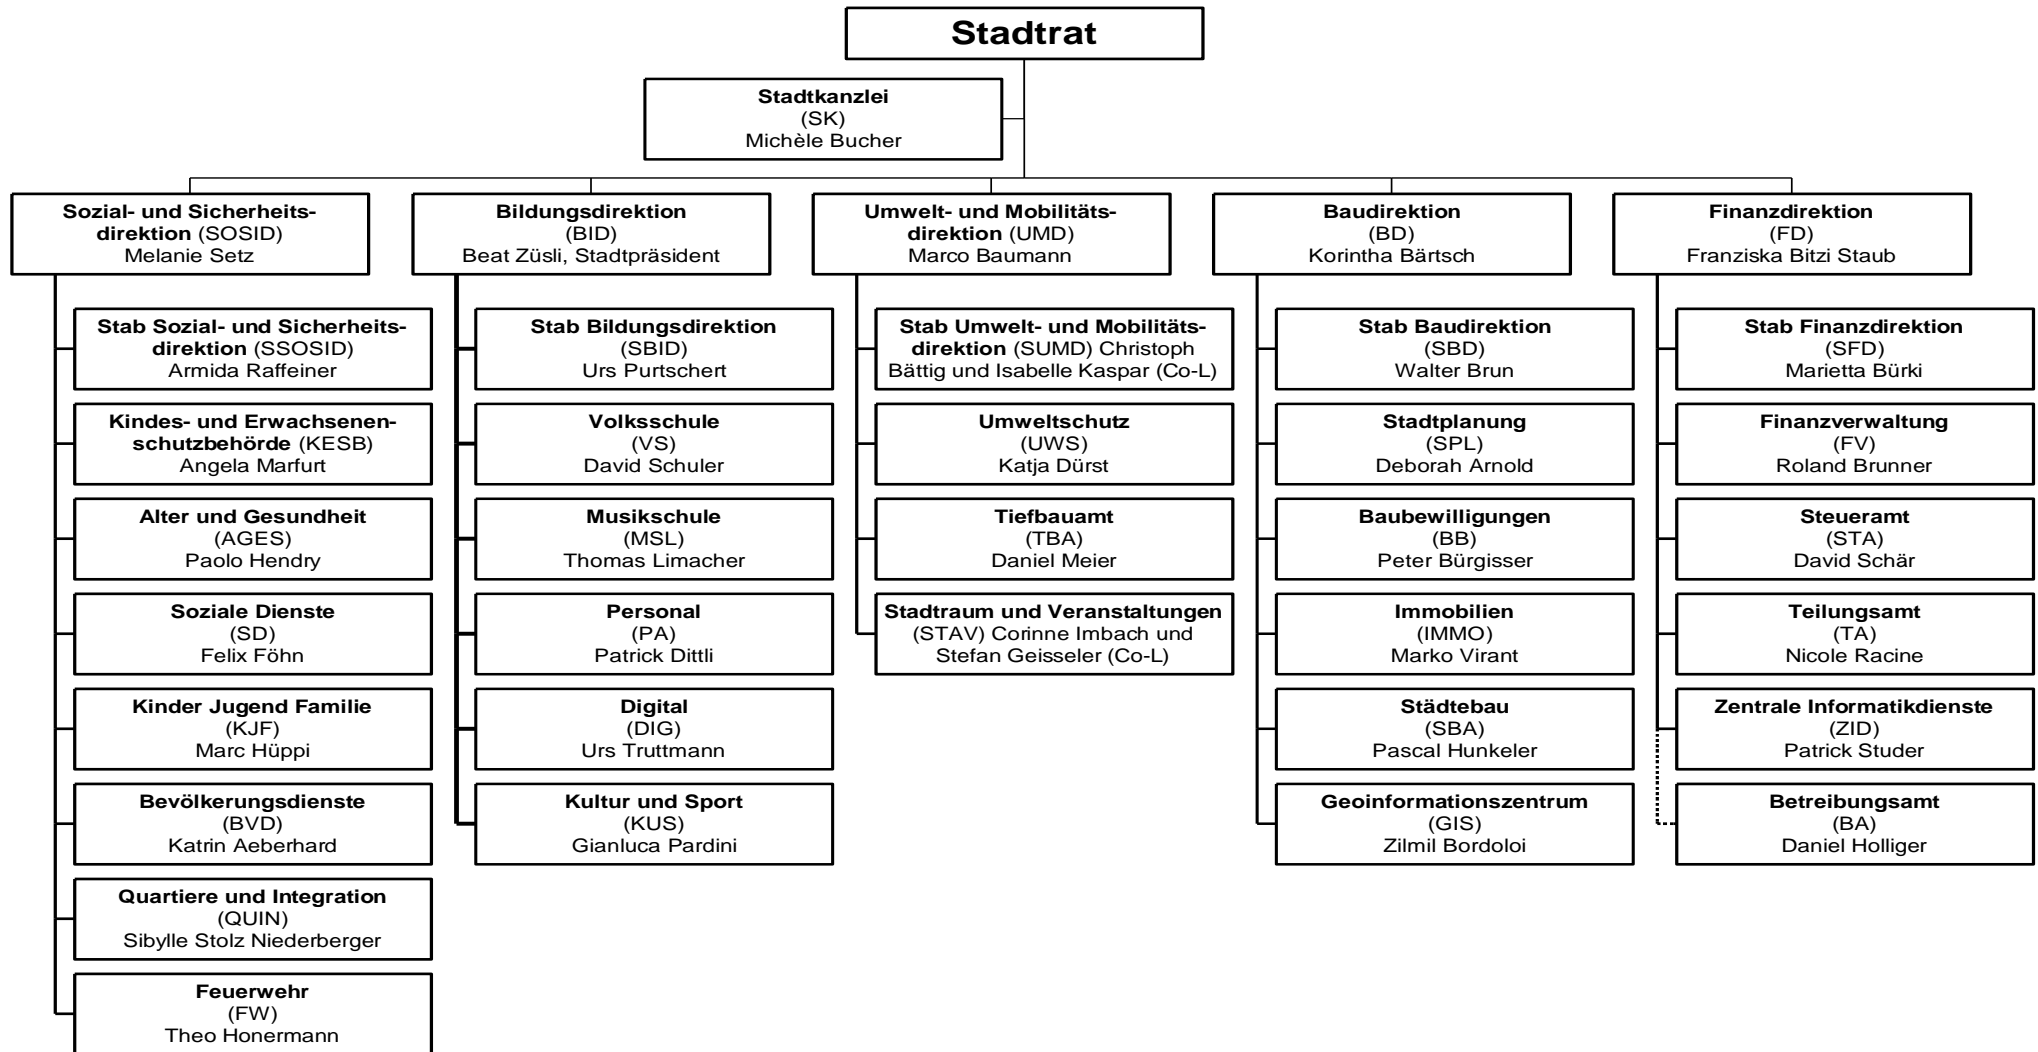 Stadtrat
Stadtkanzlei
(SK)
Michèle Bucher
Sozial- und Sicherheits-
direktion (SOSID)
Melanie Setz
Stab Sozial- und Sicherheits-
direktion (SSOSID)
Armida Raffeiner
Kindes- und Erwachsenen-
schutzbehörde (KESB)
Angela Marfurt
Alter und Gesundheit
(AGES)
Paolo Hendry
Soziale Dienste
(SD)
Felix Föhn
Kinder Jugend Familie
(KJF)
Marc Hüppi
Bevölkerungsdienste
(BVD)
Katrin Aeberhard
Quartiere und Integration
(QUIN)
Sibylle Stolz Niederberger
Feuerwehr
(FW)
Theo Honermann
Bildungsdirektion
(BID)
Beat Züsli, Stadtpräsident
Stab Bildungsdirektion
(SBID)
Urs Purtschert
Volksschule
(VS)
David Schuler
Musikschule
(MSL)
Thomas Limacher
Personal
(PA)
Patrick Dittli
Digital
(DIG)
Urs Truttmann
Kultur und Sport
(KUS)
Gianluca Pardini
Umwelt- und Mobilitäts-
direktion (UMD)
Marco Baumann
Stab Umwelt- und Mobilitäts-
direktion (SUMD) Christoph
Bättig und Isabelle Kaspar (Co-L)
Umweltschutz
(UWS)
Katja Dürst
Tiefbauamt
(TBA)
Daniel Meier
Stadtraum und Veranstaltungen
(STAV) Corinne Imbach und
Stefan Geisseler (Co-L)
Baudirektion
(BD)
Korintha Bärtsch
Stab Baudirektion
(SBD)
Walter Brun
Stadtplanung
(SPL)
Deborah Arnold
Baubewilligungen
(BB)
Peter Bürgisser
Immobilien
(IMMO)
Marko Virant
Städtebau
(SBA)
Pascal Hunkeler
Geoinformationszentrum
(GIS)
Zilmil Bordoloi
Finanzdirektion
(FD)
Franziska Bitzi Staub
Stab Finanzdirektion
(SFD)
Marietta Bürki
Finanzverwaltung
(FV)
Roland Brunner
Steueramt
(STA)
David Schär
Teilungsamt
(TA)
Nicole Racine
Zentrale Informatikdienste
(ZID)
Patrick Studer
Betreibungsamt
(BA)
Daniel Holliger